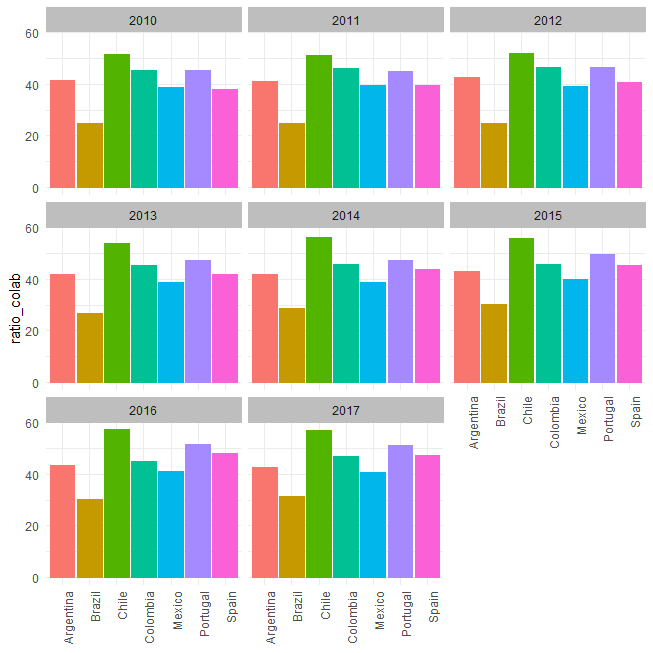 2010
2011
2012
60
40
20
0
2013
2014
2015
60
40
20
0
ratio_colab
2016
2017
Argentina
Brazil
Chile
Colombia
Mexico
Portugal
Spain
60
40
20
0
Argentina
Brazil
Chile
Colombia
Mexico
Portugal
Spain
Argentina
Brazil
Chile
Colombia
Mexico
Portugal
Spain